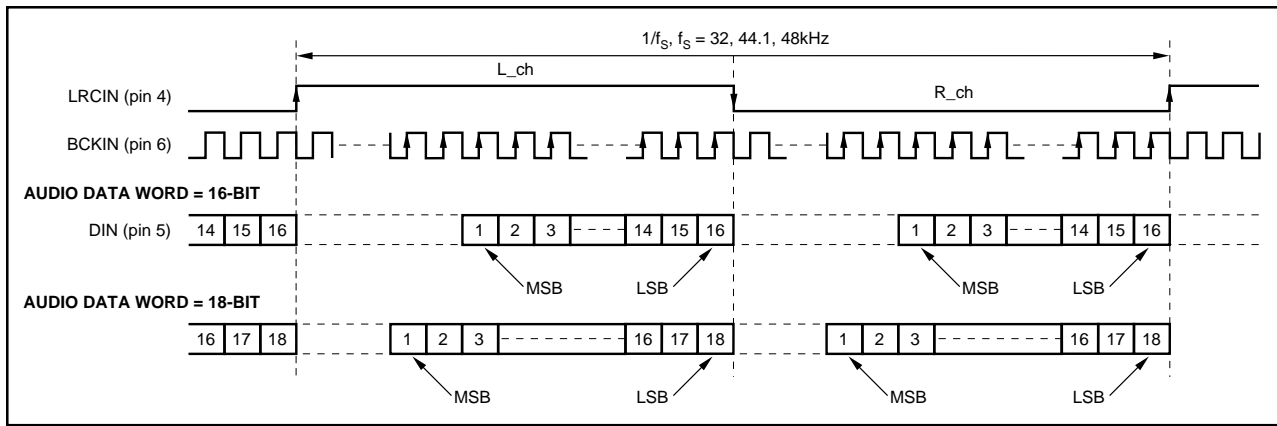 1/fS, fS = 32, 44.1, 48kHz
L_ch
R_ch
LRCIN (pin 4)
BCKIN (pin 6)
AUDIO DATA WORD = 16-BIT
DIN (pin 5) 14 15 16 1 2 3 14 15 16 1 2 3 14 15 16
MSB LSB MSB LSB
AUDIO DATA WORD = 18-BIT
16 17 18 1 2 3 16 17 18 1 2 3 16 17 18
MSB LSB MSB LSB